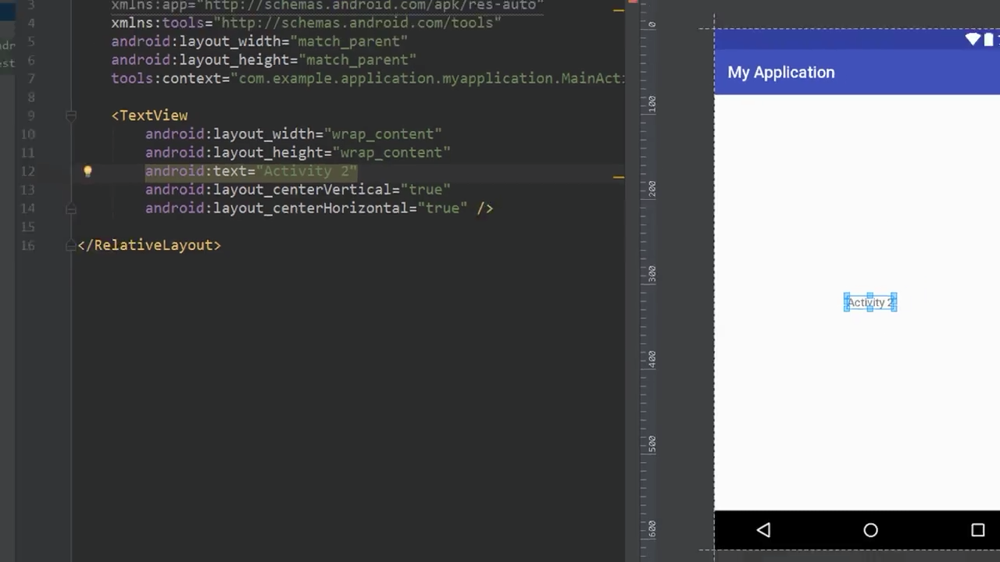 3 xmlns:app="http://schemas.android.com/apk/res-auto"
4 xmlns:tools="http://schemas.android.com/tools"
5 android:layout_width="match_parent"
6 android:layout_height="match_parent"
7 tools:context="com.example.application.myapplication.MainActi
8
9 <TextView
10 android:layout_width="wrap_content"
11 android:layout_height="wrap_content"
12 android:text="Activity 2"
13 android:layout_centerVertical="true"
14 android:layout_centerHorizontal="true" />
15
16 </RelativeLayout>
ndr
est
0
100
200
300
400
500
600
My Application
Activity 2